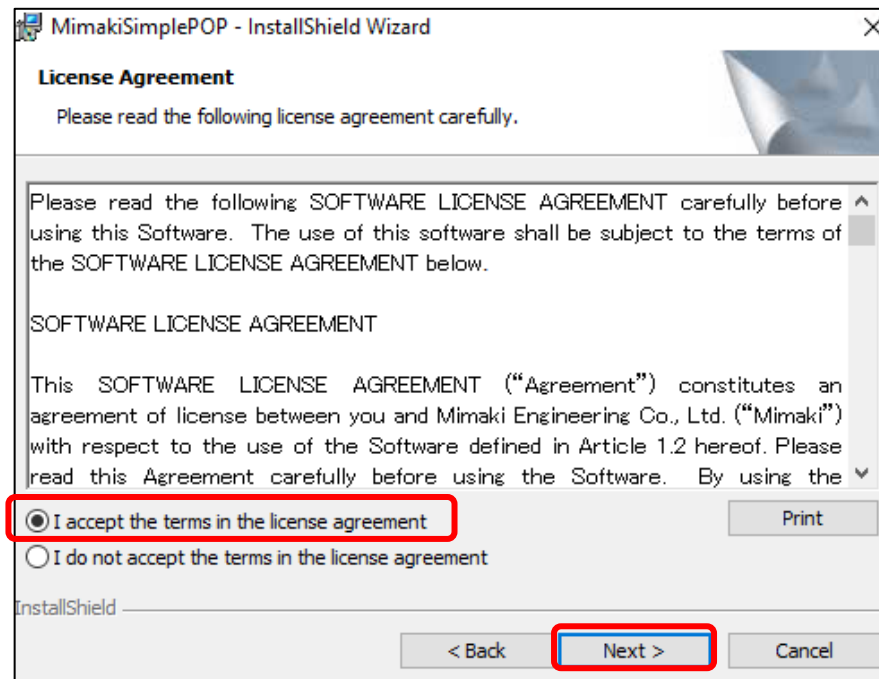 MimakiSimplePOP - InstallShield Wizard
License Agreement
Please read the following license agreement carefully.
Please read the following SOFTWARE LICENSE AGREEMENT carefully before
using this Software. The use of this software shall be subject to the terms of
the SOFTWARE LICENSE AGREEMENT below.
SOFTWARE LICENSE AGREEMENT
This SOFTWARE LICENSE AGREEMENT (“Agreement”) constitutes an
agreement of license between you and Mimaki Engineering Co., Ltd. (“Mimaki”)
with respect to the use of the Software defined in Article 1.2 hereof. Please
read this Agreement carefully before using the Software. By using the
I accept the terms in the license agreement
Print
I do not accept the terms in the license agreement
InstallShield
< Back Next > Cancel